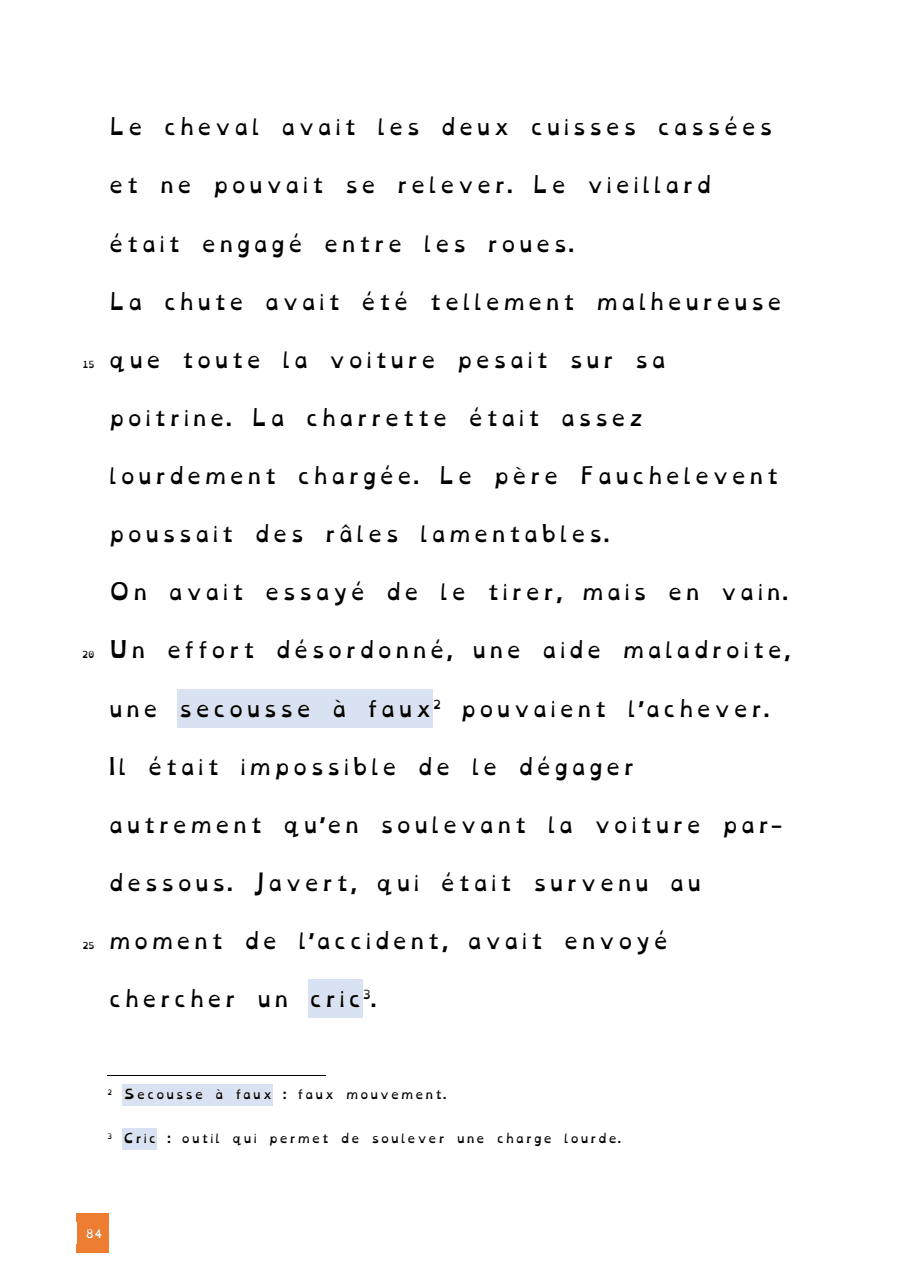 Le cheval avait les deux cuisses cassées
et ne pouvait se relever. Le vieillard
était engagé entre les roues.
La chute avait été tellement malheureuse
15 que toute la voiture pesait sur sa
poitrine. La charrette était assez
lourdement chargée. Le père Fauchelevent
poussait des râles lamentables.
On avait essayé de le tirer, mais en vain.
20 Un effort désordonné, une aide maladroite,
une secousse à faux² pouvaient l’achever.
Il était impossible de le dégager
autrement qu’en soulevant la voiture par-
dessous. Javert, qui était survenu au
25 moment de l’accident, avait envoyé
chercher un cric³.
² Secousse à faux : faux mouvement.
³ Cric : outil qui permet de soulever une charge lourde.
84